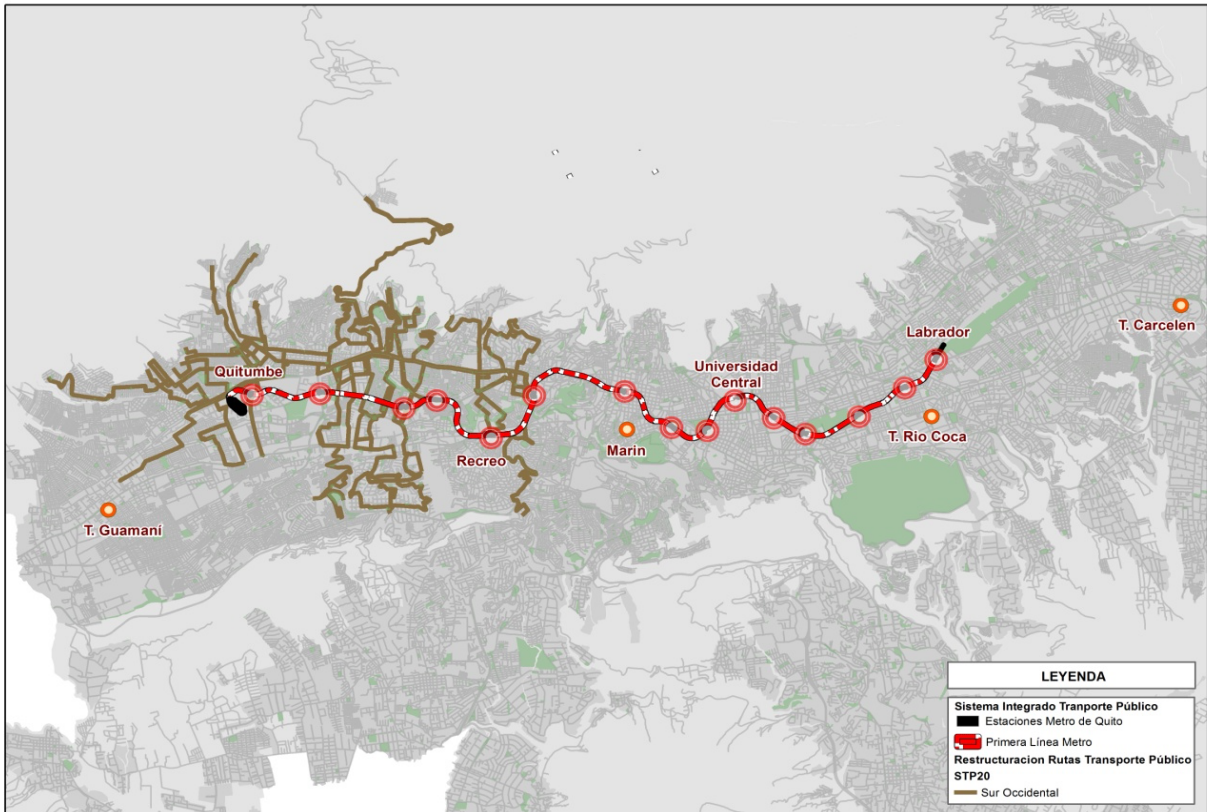 T. Carcelen
Labrador
Universidad
Central
Quitumbe
T. Rio Coca
Marin
Recreo
T. Guamaní
LEYENDA
Sistema Integrado Tranporte Público
Estaciones Metro de Quito
Primera Línea Metro
Restructuracion Rutas Transporte Público
STP20
Sur Occidental